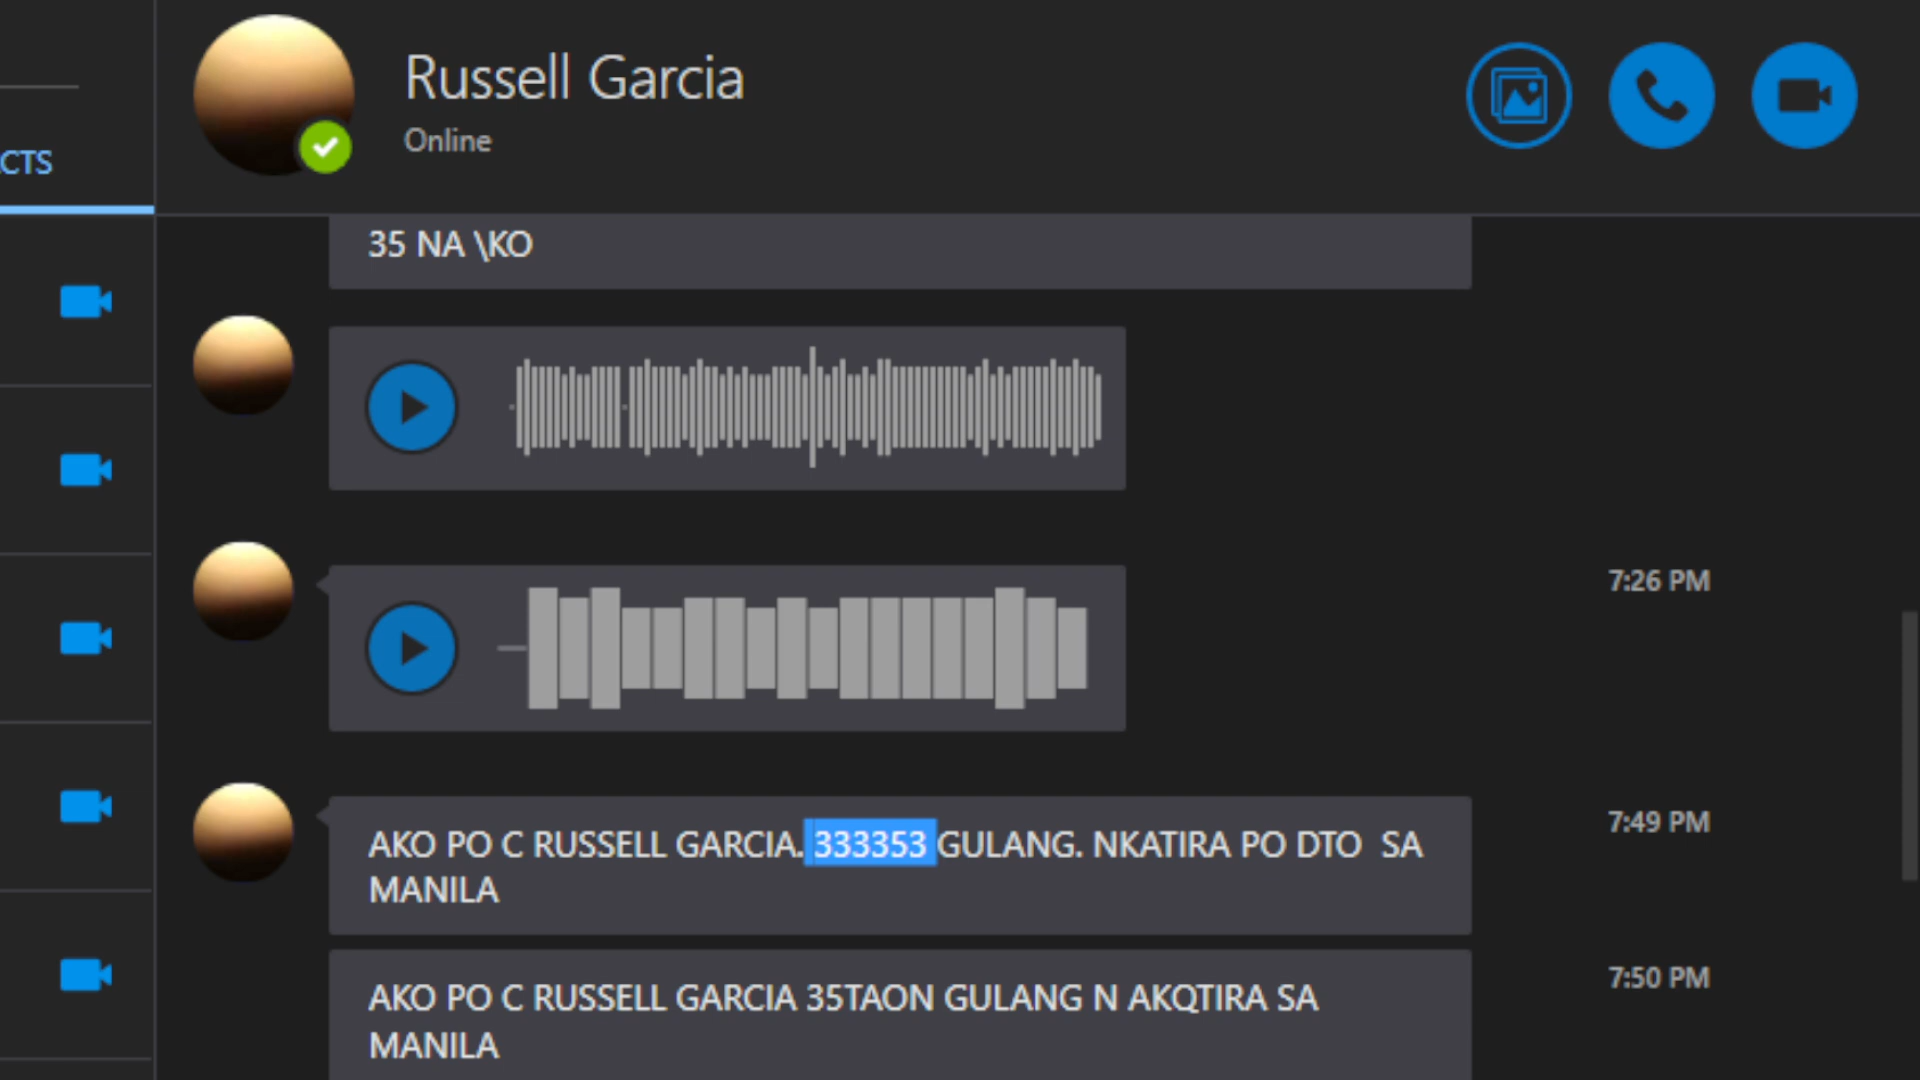 Russell Garcia
Online
CTS
35 NA \KO
7:26 PM
AKO PO C RUSSELL GARCIA. 333353 GULANG. NKATIRA PO DTO  SA
MANILA
7:49 PM
AKO PO C RUSSELL GARCIA 35TAON GULANG N AKQTIRA SA
MANILA
7:50 PM